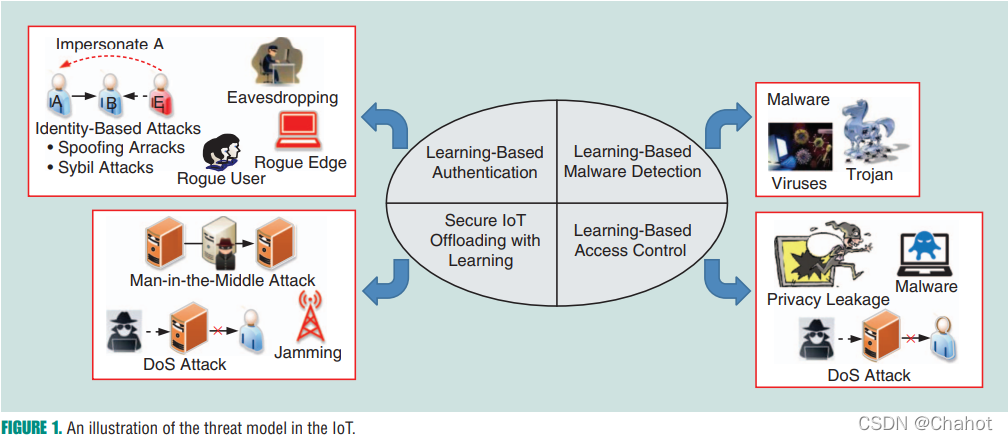 Impersonate A
A
B
E
Identity-Based Attacks
• Spoofing Arracks
• Sybil Attacks
Eavesdropping
Rogue Edge
Rogue User
Learning-Based
Authentication
Learning-Based
Malware Detection
Secure IoT
Offloading with
Learning
Learning-Based
Access Control
Malware
Viruses
Trojan
Man-in-the-Middle Attack
DoS Attack
Jamming
Privacy Leakage
Malware
DoS Attack
FIGURE 1. An illustration of the threat model in the IoT.
CSDN @Chahot